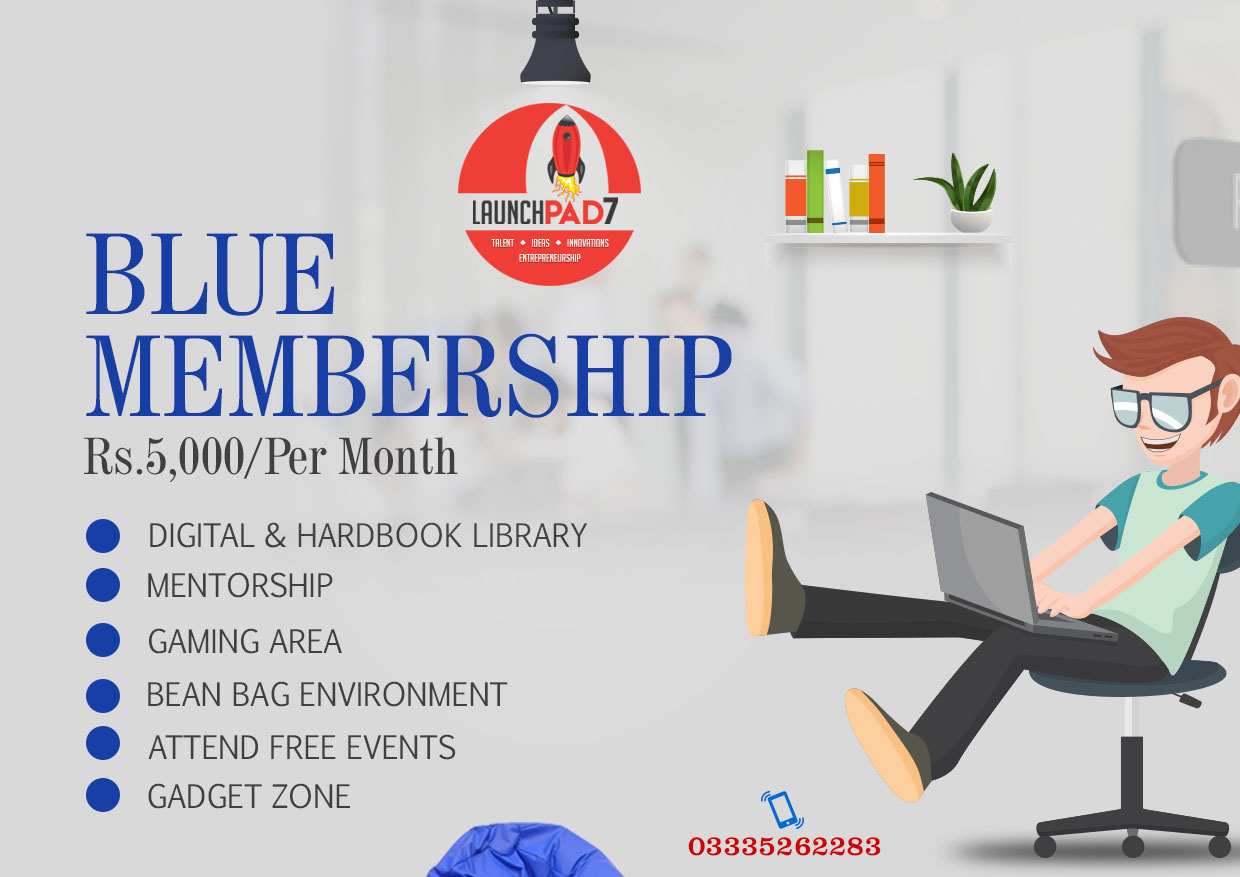 LAUNCHPAD7
TALENT ◆ IDEAS ◆ INNOVATIONS
ENTREPRENEURSHIP
BLUE
MEMBERSHIP
Rs.5,000/Per Month
DIGITAL & HARDBOOK LIBRARY
MENTORSHIP
GAMING AREA
BEAN BAG ENVIRONMENT
ATTEND FREE EVENTS
GADGET ZONE
03335262283